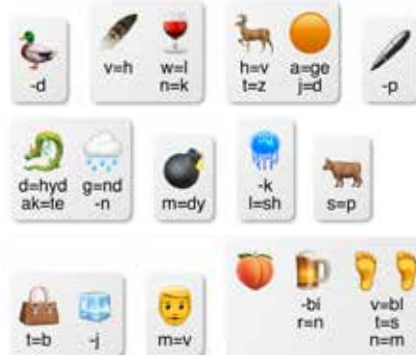 -d
v=h w=l
n=k
h=v a=ge
t=z j=d
-p
d=hyd g=nd
ak=te -n
m=dy
-k
l=sh
s=p
t=b -j
m=v
-bi v=bl
r=n t=s
n=m